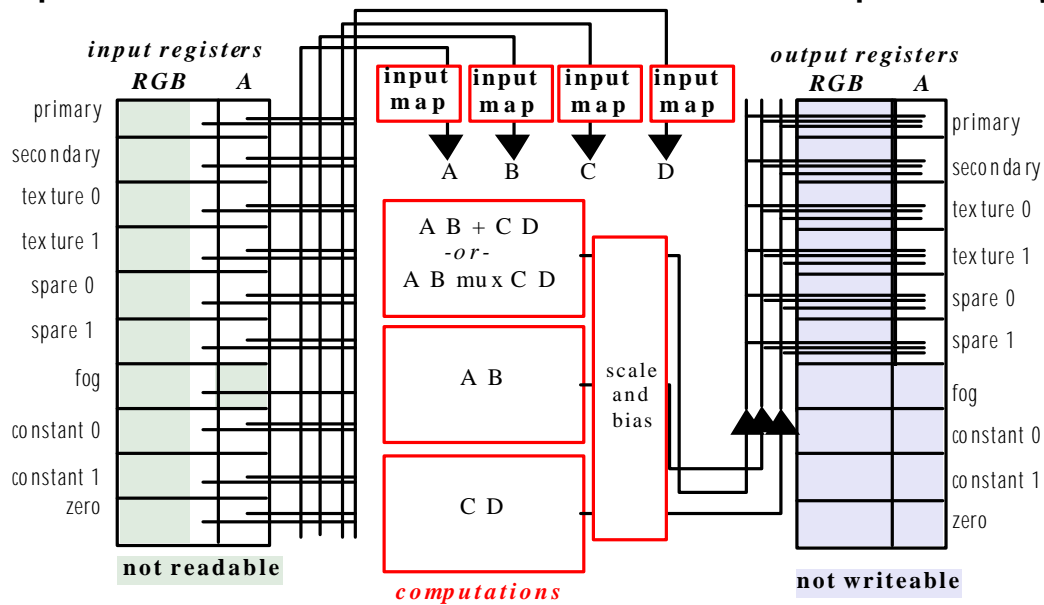 input registers
RGB A
primary
secondary
texture 0
texture 1
spare 0
spare 1
fog
constant 0
constant 1
zero
not readable
input map
input map
input map
input map
A B C D
A B + C D
-or-
A B mux C D
A B
C D
scale and bias
computations
output registers
RGB A
primary
secondary
texture 0
texture 1
spare 0
spare 1
fog
constant 0
constant 1
zero
not writeable